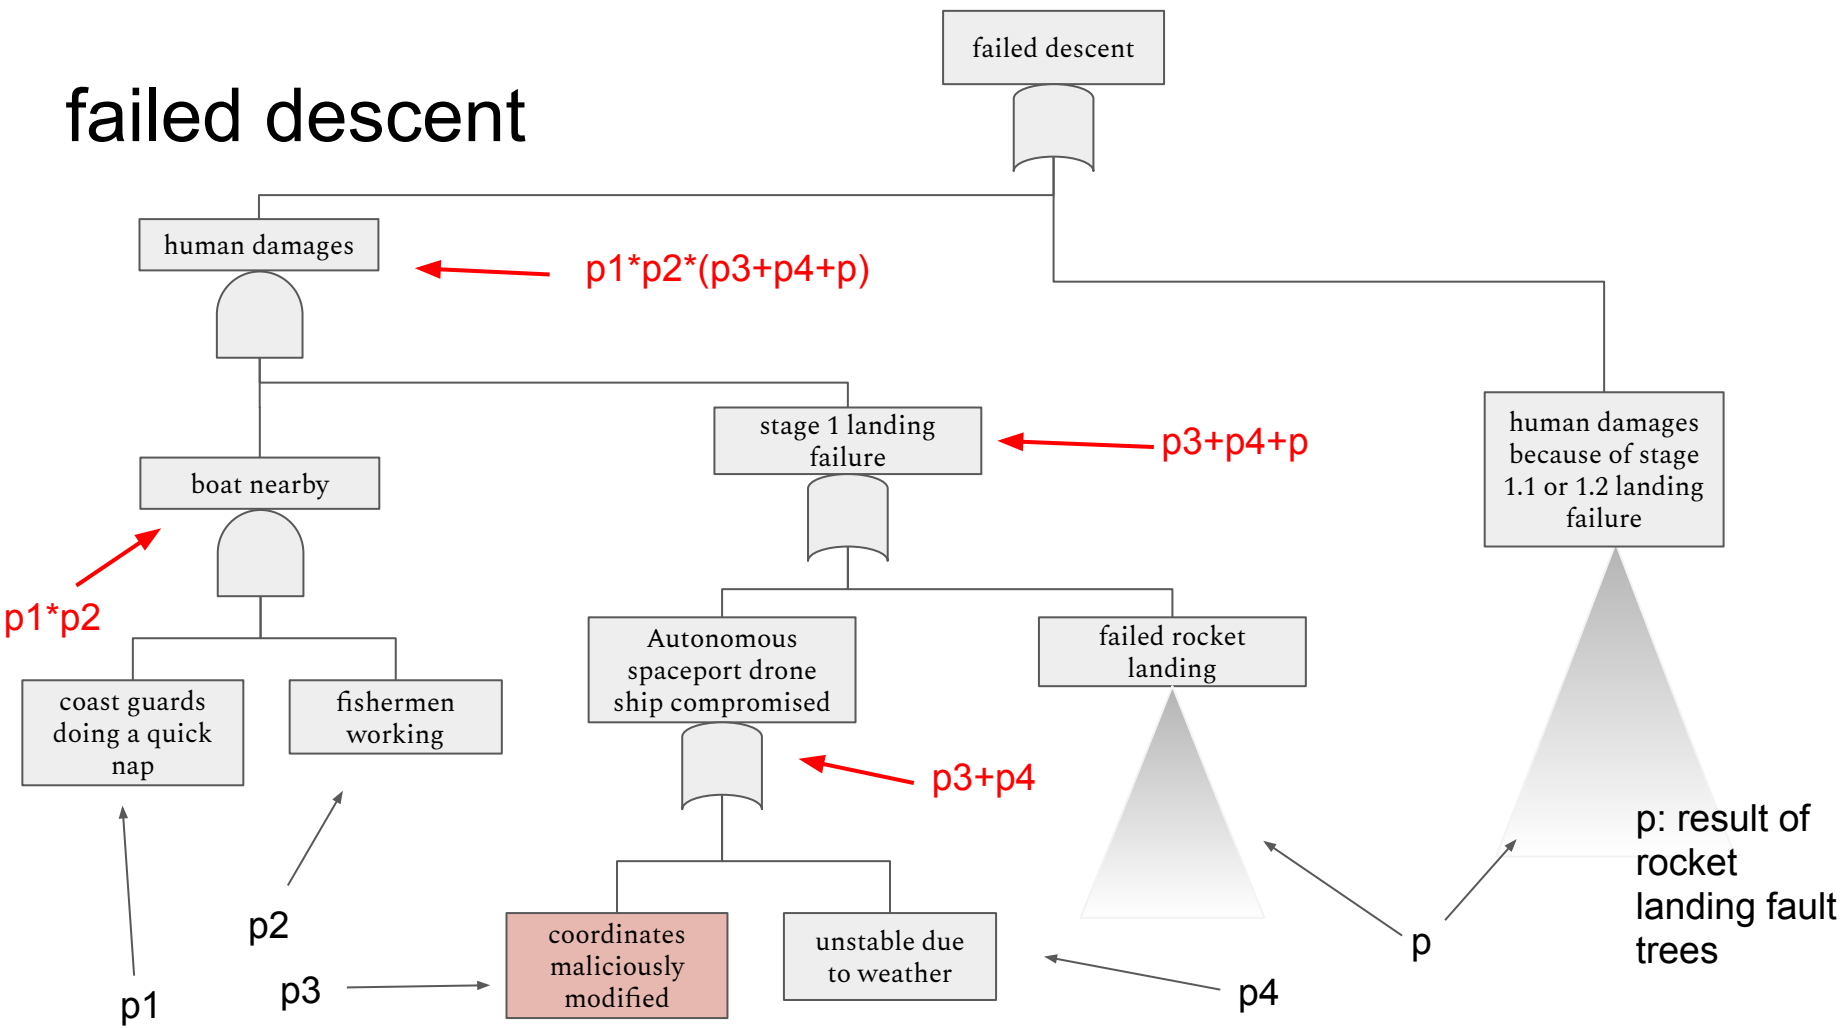 failed descent
failed descent
human damages
p1*p2*(p3+p4+p)
stage 1 landing
failure
p3+p4+p
human damages
because of stage
1.1 or 1.2 landing
failure
boat nearby
p1*p2
Autonomous
spaceport drone
ship compromised
failed rocket
landing
coast guards
doing a quick
nap
fishermen
working
p3+p4
p: result of
rocket
landing fault
trees
coordinates
maliciously
modified
unstable due
to weather
p2
p
p3
p4
p1